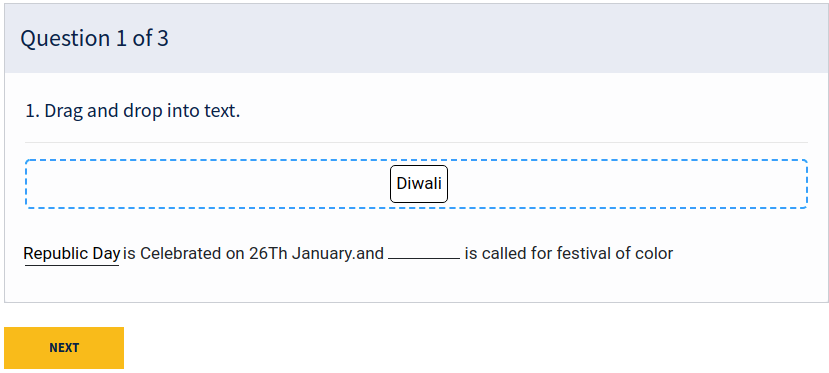 Question 1 of 3
1. Drag and drop into text.
Diwali
Republic Day is Celebrated on 26Th January.and __________ is called for festival of color
NEXT